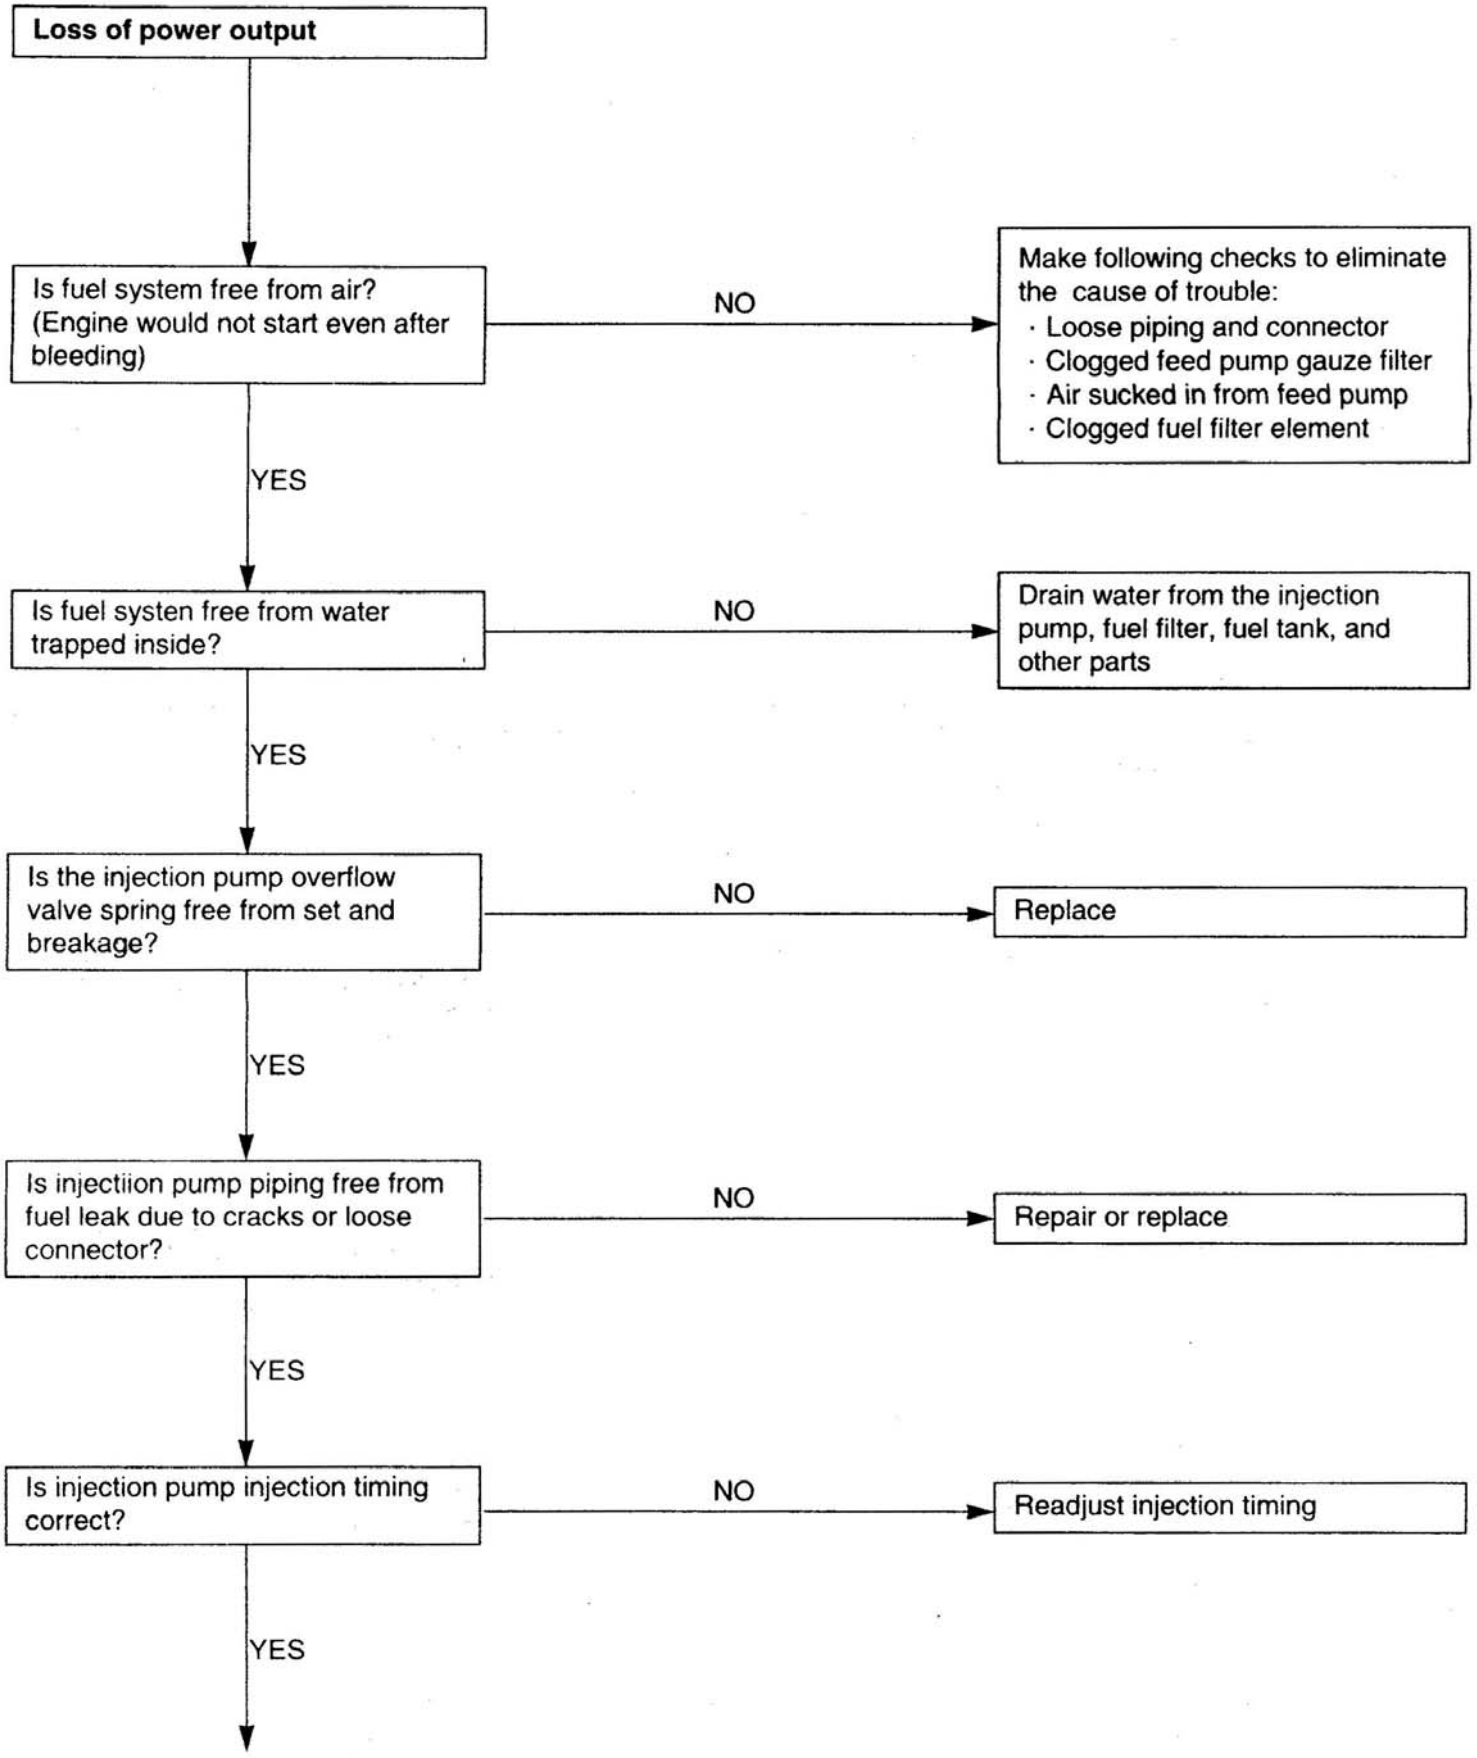 Loss of power output
Is fuel system free from air?
(Engine would not start even after
bleeding)
NO
Make following checks to eliminate
the cause of trouble:
· Loose piping and connector
· Clogged feed pump gauze filter
· Air sucked in from feed pump
· Clogged fuel filter element
YES
Is fuel systen free from water
trapped inside?
NO
Drain water from the injection
pump, fuel filter, fuel tank, and
other parts
YES
Is the injection pump overflow
valve spring free from set and
breakage?
NO
Replace
YES
Is injectiion pump piping free from
fuel leak due to cracks or loose
connector?
NO
Repair or replace
YES
Is injection pump injection timing
correct?
NO
Readjust injection timing
YES